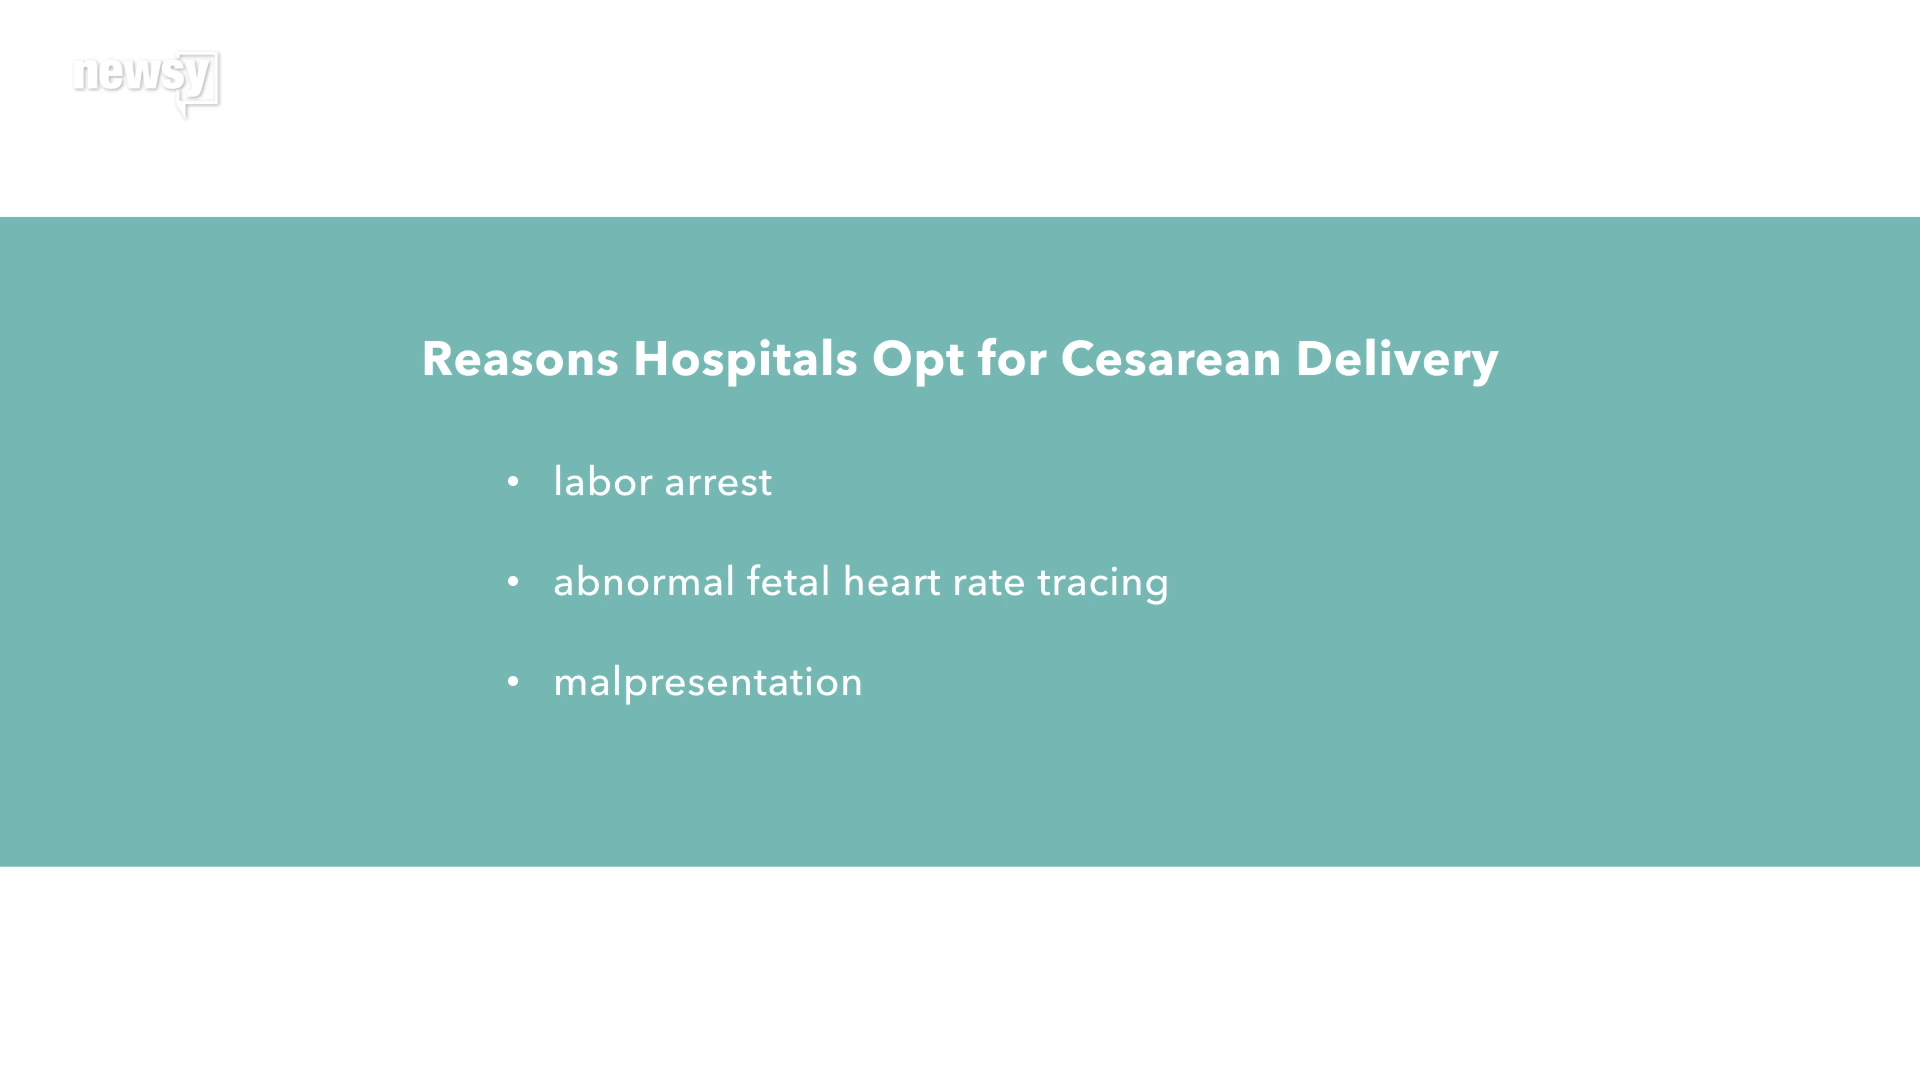 newsy
Reasons Hospitals Opt for Cesarean Delivery
• labor arrest
• abnormal fetal heart rate tracing
• malpresentation